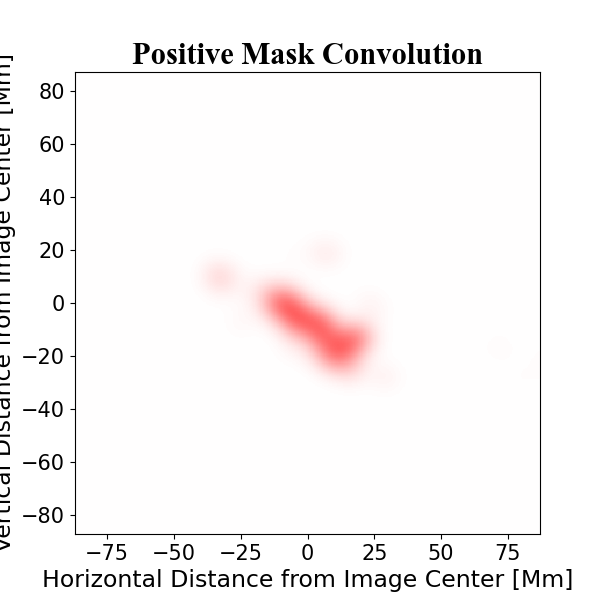 Positive Mask Convolution
80
60
40
20
0
−20
−40
−60
−80
Vertical Distance from Image Center [Mm]
−75 −50 −25 0 25 50 75
Horizontal Distance from Image Center [Mm]